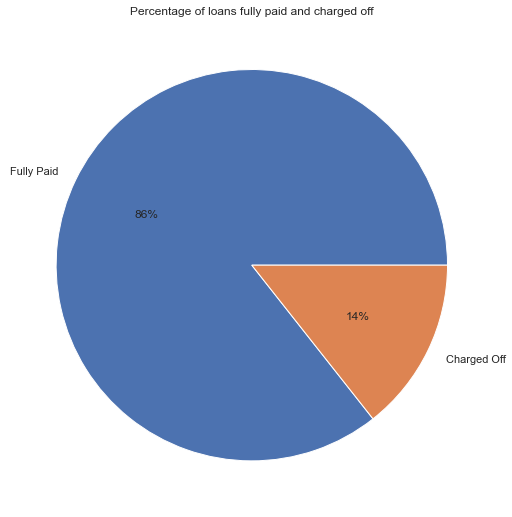 Percentage of loans fully paid and charged off
Fully Paid
86%
14%
Charged Off